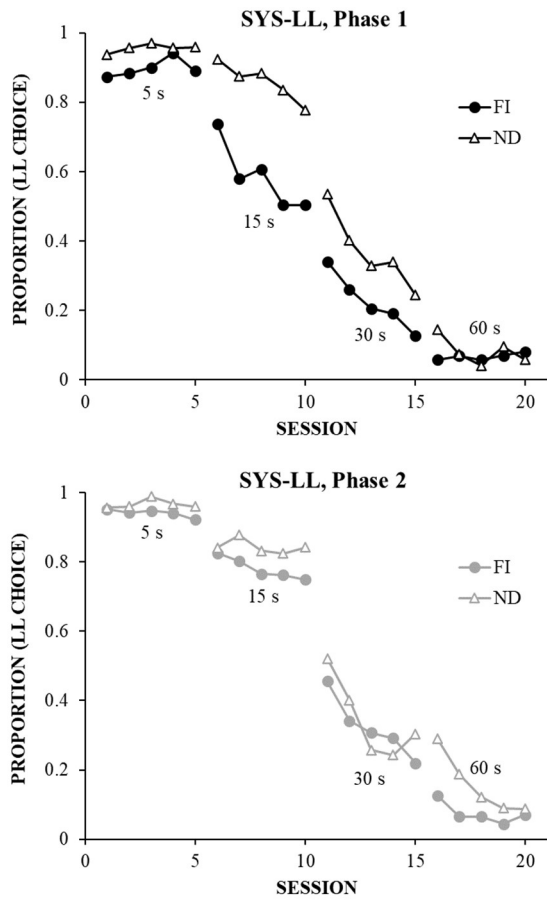 SYS-LL, Phase 1
PROPORTION (LL CHOICE)
1
0.8
0.6
0.4
0.2
0
5 s
15 s
30 s
60 s
FI
ND
0 5 10 15 20
SESSION
SYS-LL, Phase 2
PROPORTION (LL CHOICE)
1
0.8
0.6
0.4
0.2
0
5 s
15 s
30 s
60 s
FI
ND
0 5 10 15 20
SESSION